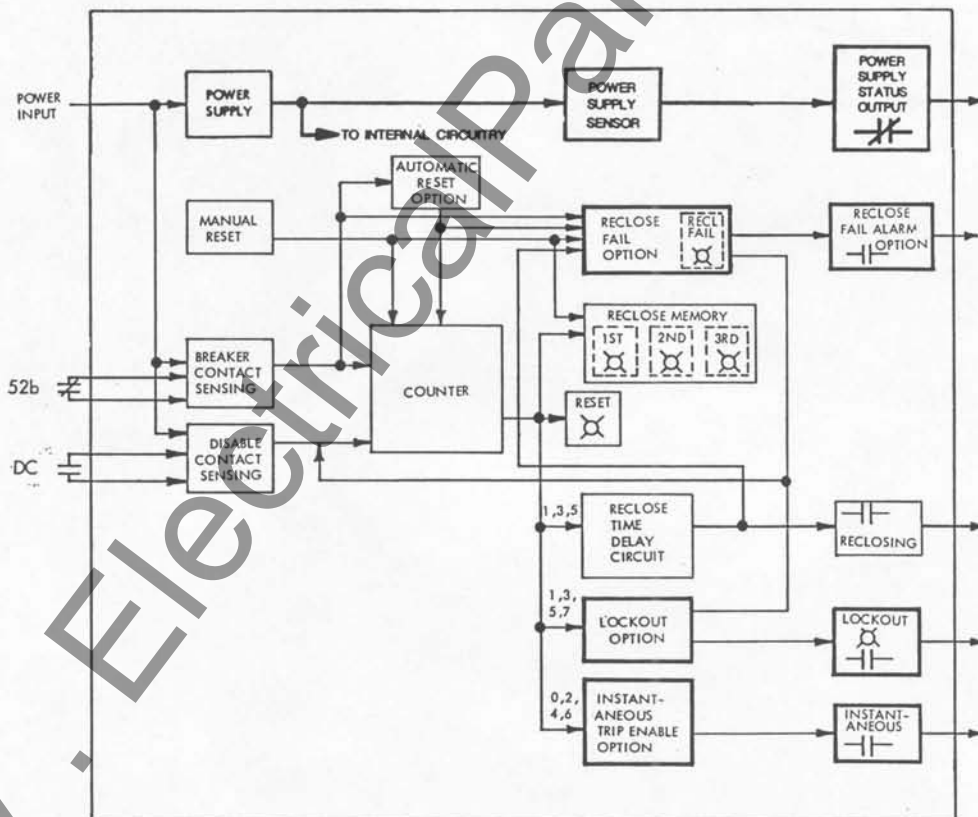 POWER
INPUT
POWER
SUPPLY
TO INTERNAL CIRCUITRY
POWER
SUPPLY
SENSOR
POWER
SUPPLY
STATUS
OUTPUT
AUTOMATIC
RESET
OPTION
MANUAL
RESET
RECLOSE
FAIL
OPTION
RECL
FAIL
RECLOSE
FAIL ALARM
OPTION
RECLOSE MEMORY
1ST
2ND
3RD
52b
BREAKER
CONTACT
SENSING
COUNTER
RESET
DC
DISABLE
CONTACT
SENSING
1,3,5
RECLOSE
TIME
DELAY
CIRCUIT
RECLOSING
1,3,
5,7
LOCKOUT
OPTION
LOCKOUT
0,2,
4,6
INSTANT-
ANEOUS
TRIP ENABLE
OPTION
INSTANT-
ANEOUS
. ElectricalPa